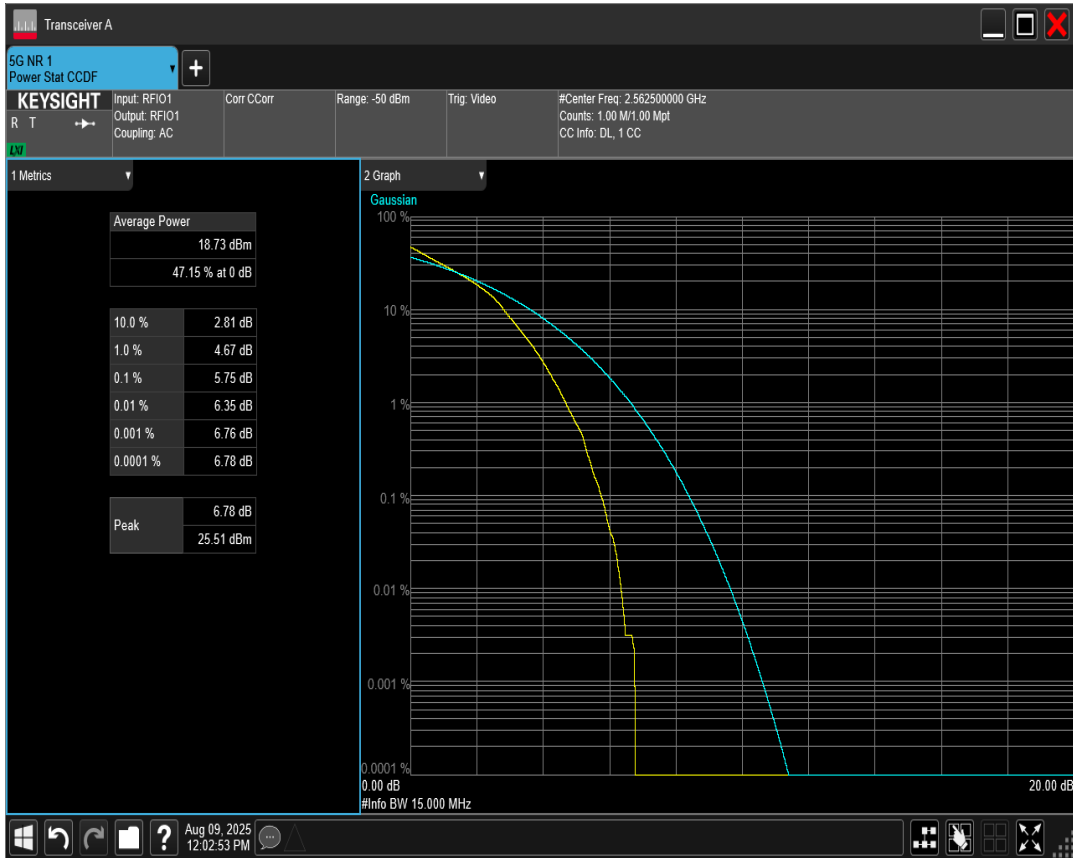 Transceiver A
5G NR 1
Power Stat CCDF
+
KEYSIGHT
R T
LXI
Input: RFIO1
Output: RFIO1
Coupling: AC
Corr CCorr
Range: -50 dBm
Trig: Video
#Center Freq: 2.562500000 GHz
Counts: 1.00 M/1.00 Mpt
CC Info: DL, 1 CC
1 Metrics
Average Power
18.73 dBm
47.15 % at 0 dB
10.0 % 2.81 dB
1.0 % 4.67 dB
0.1 % 5.75 dB
0.01 % 6.35 dB
0.001 % 6.76 dB
0.0001 % 6.78 dB
Peak 6.78 dB
25.51 dBm
2 Graph
Gaussian
100 %
10 %
1 %
0.1 %
0.01 %
0.001 %
0.0001 %
0.00 dB 20.00 dB
#Info BW 15.000 MHz
? Aug 09, 2025
12:02:53 PM